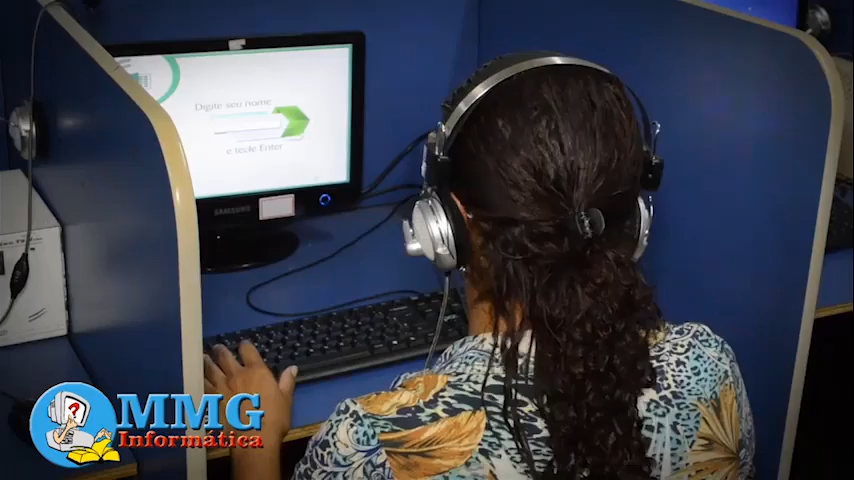 Digite seu nome
e tecle Enter
SAMSUNG
MMG
Informática